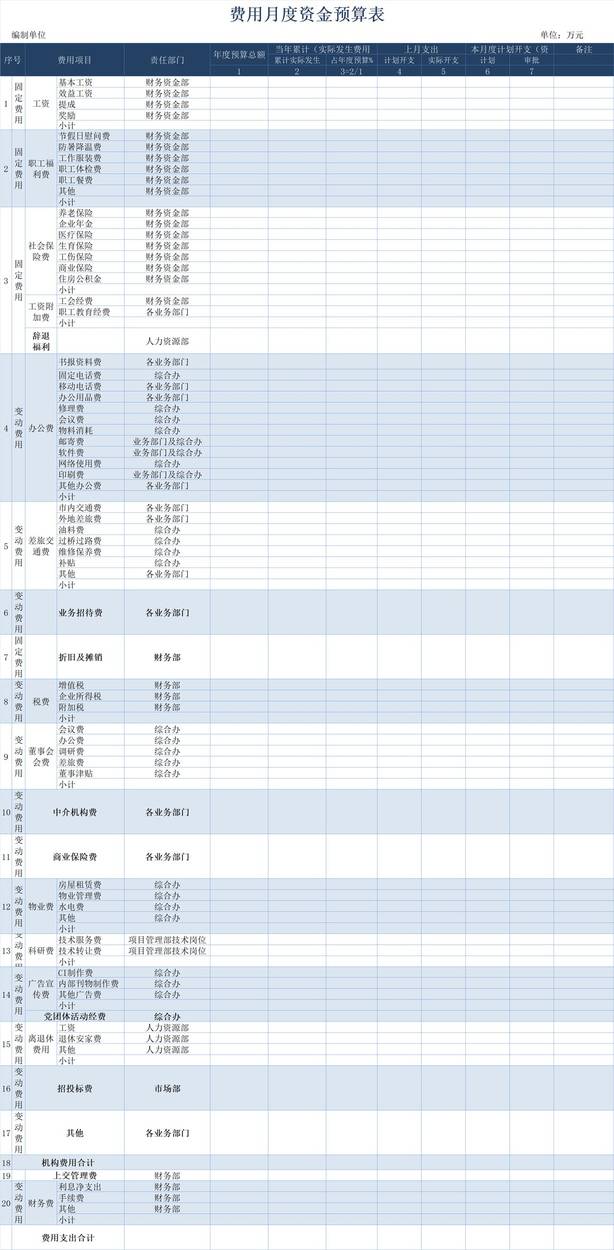 费用月度资金预算表
编制单位 单位：万元
序号 费用项目 责任部门 年度预算总额 当年累计（实际发生费用 上月支出 本月度计划开支（资 备注
累计实际发生 占年度预算% 计划开支 实际开支 计划 审批
1 2 3=2/1 4 5 6 7
1 固定费用 工资 基本工资 财务资金部
效益工资 财务资金部
提成 财务资金部
奖励 财务资金部
小计
2 固定费用 职工福利费 节假日慰问费 财务资金部
防暑降温费 财务资金部
工作服装费 财务资金部
职工体检费 财务资金部
职工餐费 财务资金部
其他 财务资金部
小计
3 固定费用 社会保险费 养老保险 财务资金部
企业年金 财务资金部
医疗保险 财务资金部
生育保险 财务资金部
工伤保险 财务资金部
商业保险 财务资金部
住房公积金 财务资金部
小计
工资附加费 工会经费 财务资金部
职工教育经费 各业务部门
小计
辞退福利 人力资源部
4 变动费用 办公费 书报资料费 各业务部门
固定电话费 综合办
移动电话费 各业务部门
办公用品费 各业务部门
修理费 综合办
会议费 综合办
物料消耗 综合办
邮寄费 业务部门及综合办
软件费 业务部门及综合办
网络使用费 综合办
印刷费 业务部门及综合办
其他办公费 各业务部门
小计
5 变动费用 差旅交通费 市内交通费 各业务部门
外地差旅费 各业务部门
油料费 综合办
过桥过路费 综合办
维修保养费 综合办
补贴 综合办
其他 各业务部门
小计
6 变动费用 业务招待费 各业务部门
7 固定费用 折旧及摊销 财务部
8 变动费用 税费 增值税 财务部
企业所得税 财务部
附加税 财务部
小计
9 变动费用 董事会会费 会议费 综合办
办公费 综合办
调研费 综合办
差旅费 综合办
董事津贴 综合办
小计
10 变动费用 中介机构费 各业务部门
11 变动费用 商业保险费 各业务部门
12 变动费用 物业费 房屋租赁费 综合办
物业管理费 综合办
水电费 综合办
其他 综合办
小计
13 变动费用 科研费 技术服务费 项目管理部技术岗位
技术转让费 项目管理部技术岗位
小计
14 变动费用 广告宣传费 CI制作费 综合办
内部刊物制作费 综合办
其他广告费 综合办
小计
党团体活动经费 综合办
15 变动费用 离退休费用 工资 人力资源部
退休安家费 人力资源部
其他 人力资源部
小计
16 变动费用 招投标费 市场部
17 变动费用 其他 各业务部门
18 机构费用合计
19 上交管理费 财务部
20 变动费用 财务费 利息净支出 财务部
手续费 财务部
其他 财务部
小计
费用支出合计